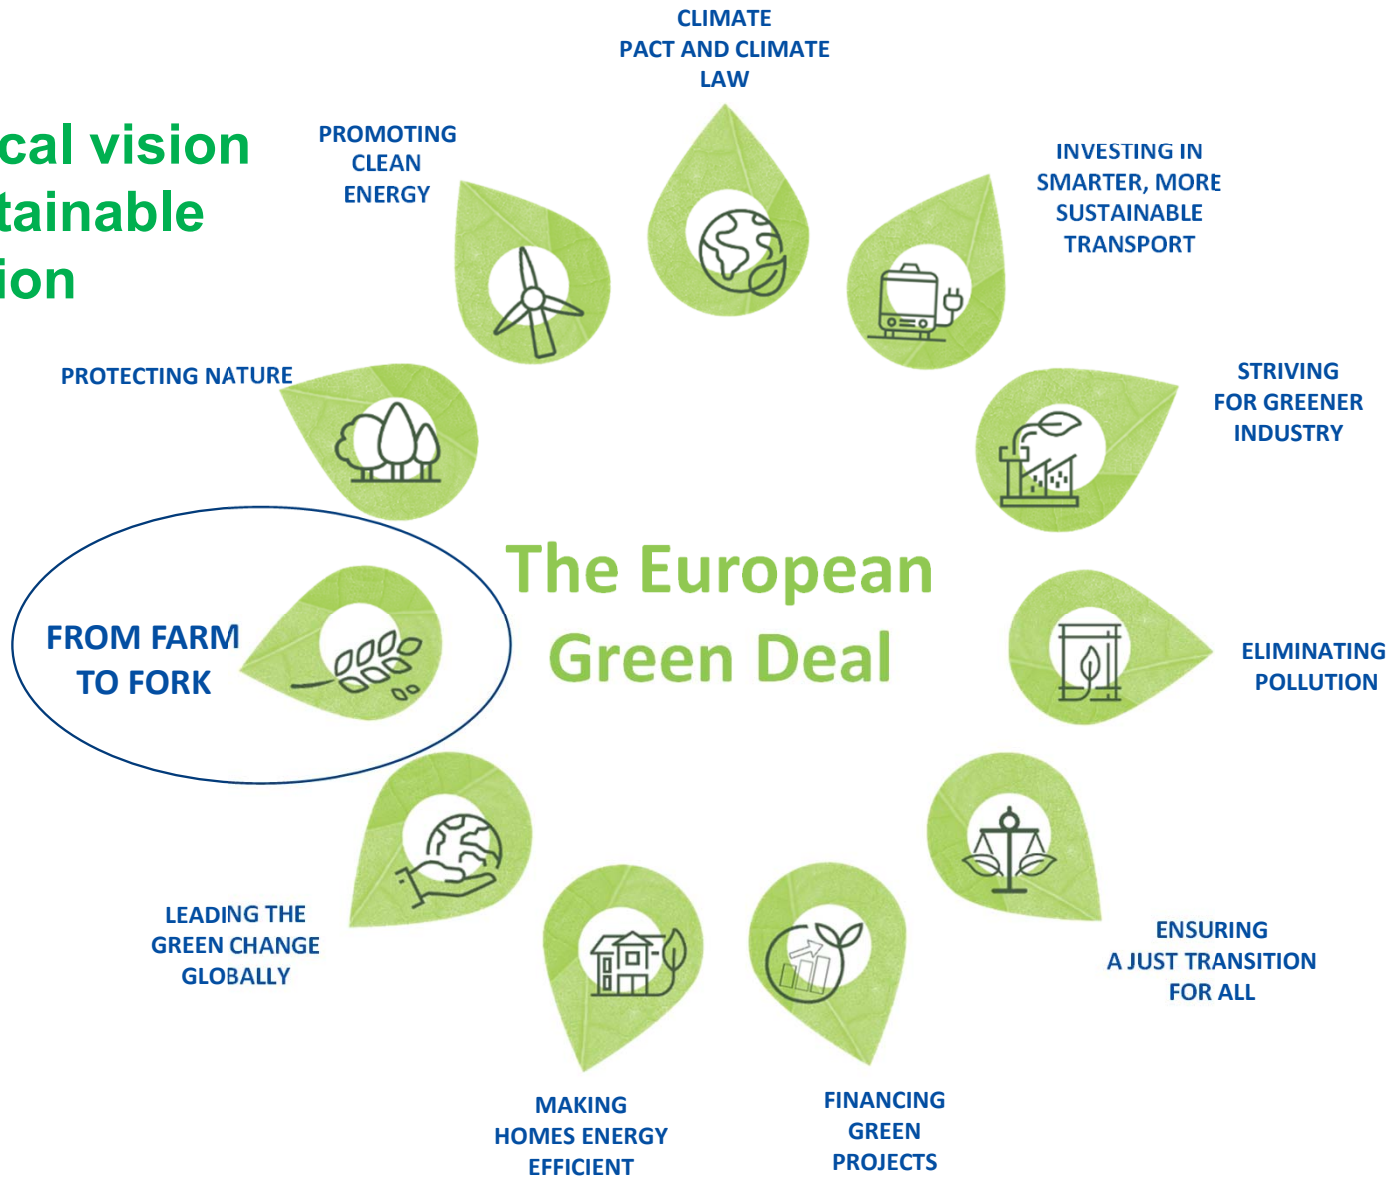 cal vision
tainable
ion
CLIMATE
PACT AND CLIMATE
LAW
PROMOTING
CLEAN
ENERGY
INVESTING IN
SMARTER, MORE
SUSTAINABLE
TRANSPORT
PROTECTING NATURE
STRIVING
FOR GREENER
INDUSTRY
The European
Green Deal
FROM FARM
TO FORK
ELIMINATING
POLLUTION
LEADING THE
GREEN CHANGE
GLOBALLY
ENSURING
A JUST TRANSITION
FOR ALL
MAKING
HOMES ENERGY
EFFICIENT
FINANCING
GREEN
PROJECTS